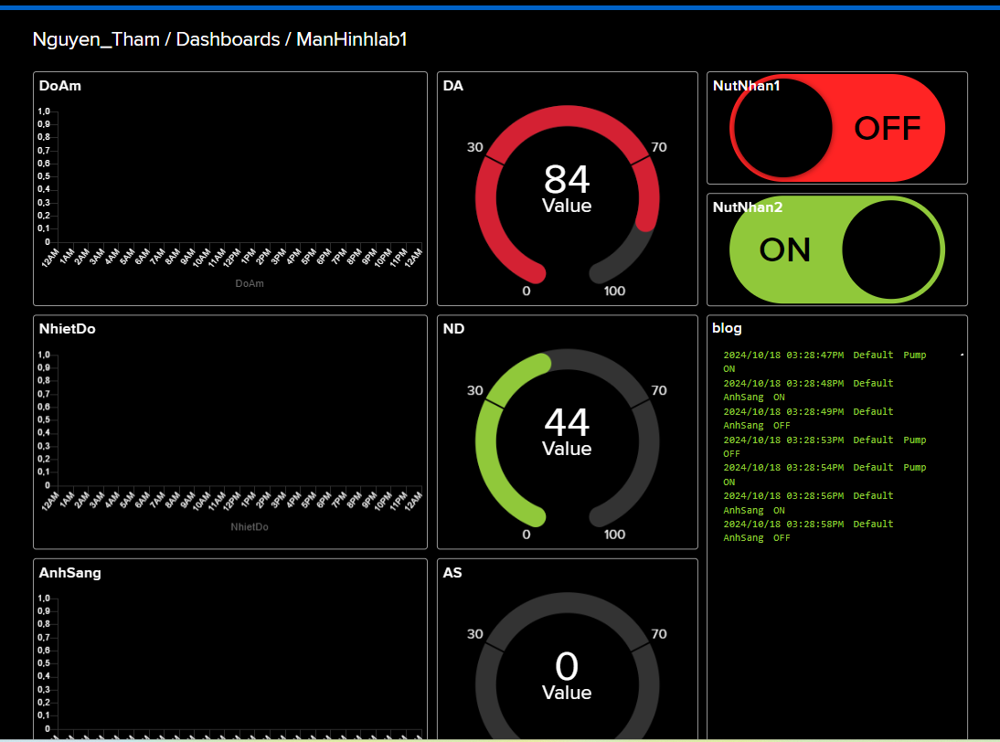 Nguyen_Tham / Dashboards / ManHinhlab1
DoAm
1,0
0,9
0,8
0,7
0,6
0,5
0,4
0,3
0,2
0,1
0
12AM 1AM 2AM 3AM 4AM 5AM 6AM 7AM 8AM 9AM 10AM 11AM 12PM 1PM 2PM 3PM 4PM 5PM 6PM 7PM 8PM 9PM 10PM 11PM 12AM
DoAm
DA
30 70
84
Value
0 100
NutNhan1
OFF
NutNhan2
ON
NhietDo
1,0
0,9
0,8
0,7
0,6
0,5
0,4
0,3
0,2
0,1
0
12AM 1AM 2AM 3AM 4AM 5AM 6AM 7AM 8AM 9AM 10AM 11AM 12PM 1PM 2PM 3PM 4PM 5PM 6PM 7PM 8PM 9PM 10PM 11PM 12AM
NhietDo
ND
30 70
44
Value
0 100
blog
2024/10/18 03:28:47PM Default Pump
ON
2024/10/18 03:28:48PM Default
AnhSang ON
2024/10/18 03:28:49PM Default
AnhSang OFF
2024/10/18 03:28:53PM Default Pump
OFF
2024/10/18 03:28:54PM Default Pump
ON
2024/10/18 03:28:56PM Default
AnhSang ON
2024/10/18 03:28:58PM Default
AnhSang OFF
AnhSang
1,0
0,9
0,8
0,7
0,6
0,5
0,4
0,3
0,2
0,1
0
AS
30 70
0
Value